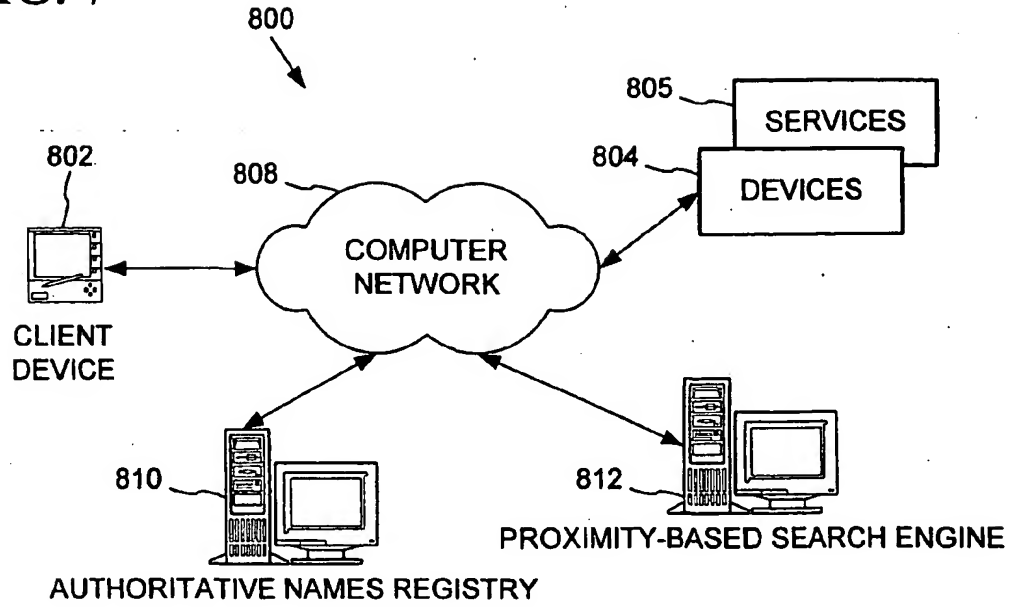 800
805
SERVICES
804
DEVICES
802
808
COMPUTER
NETWORK
CLIENT
DEVICE
810
812
PROXIMITY-BASED SEARCH ENGINE
AUTHORITATIVE NAMES REGISTRY